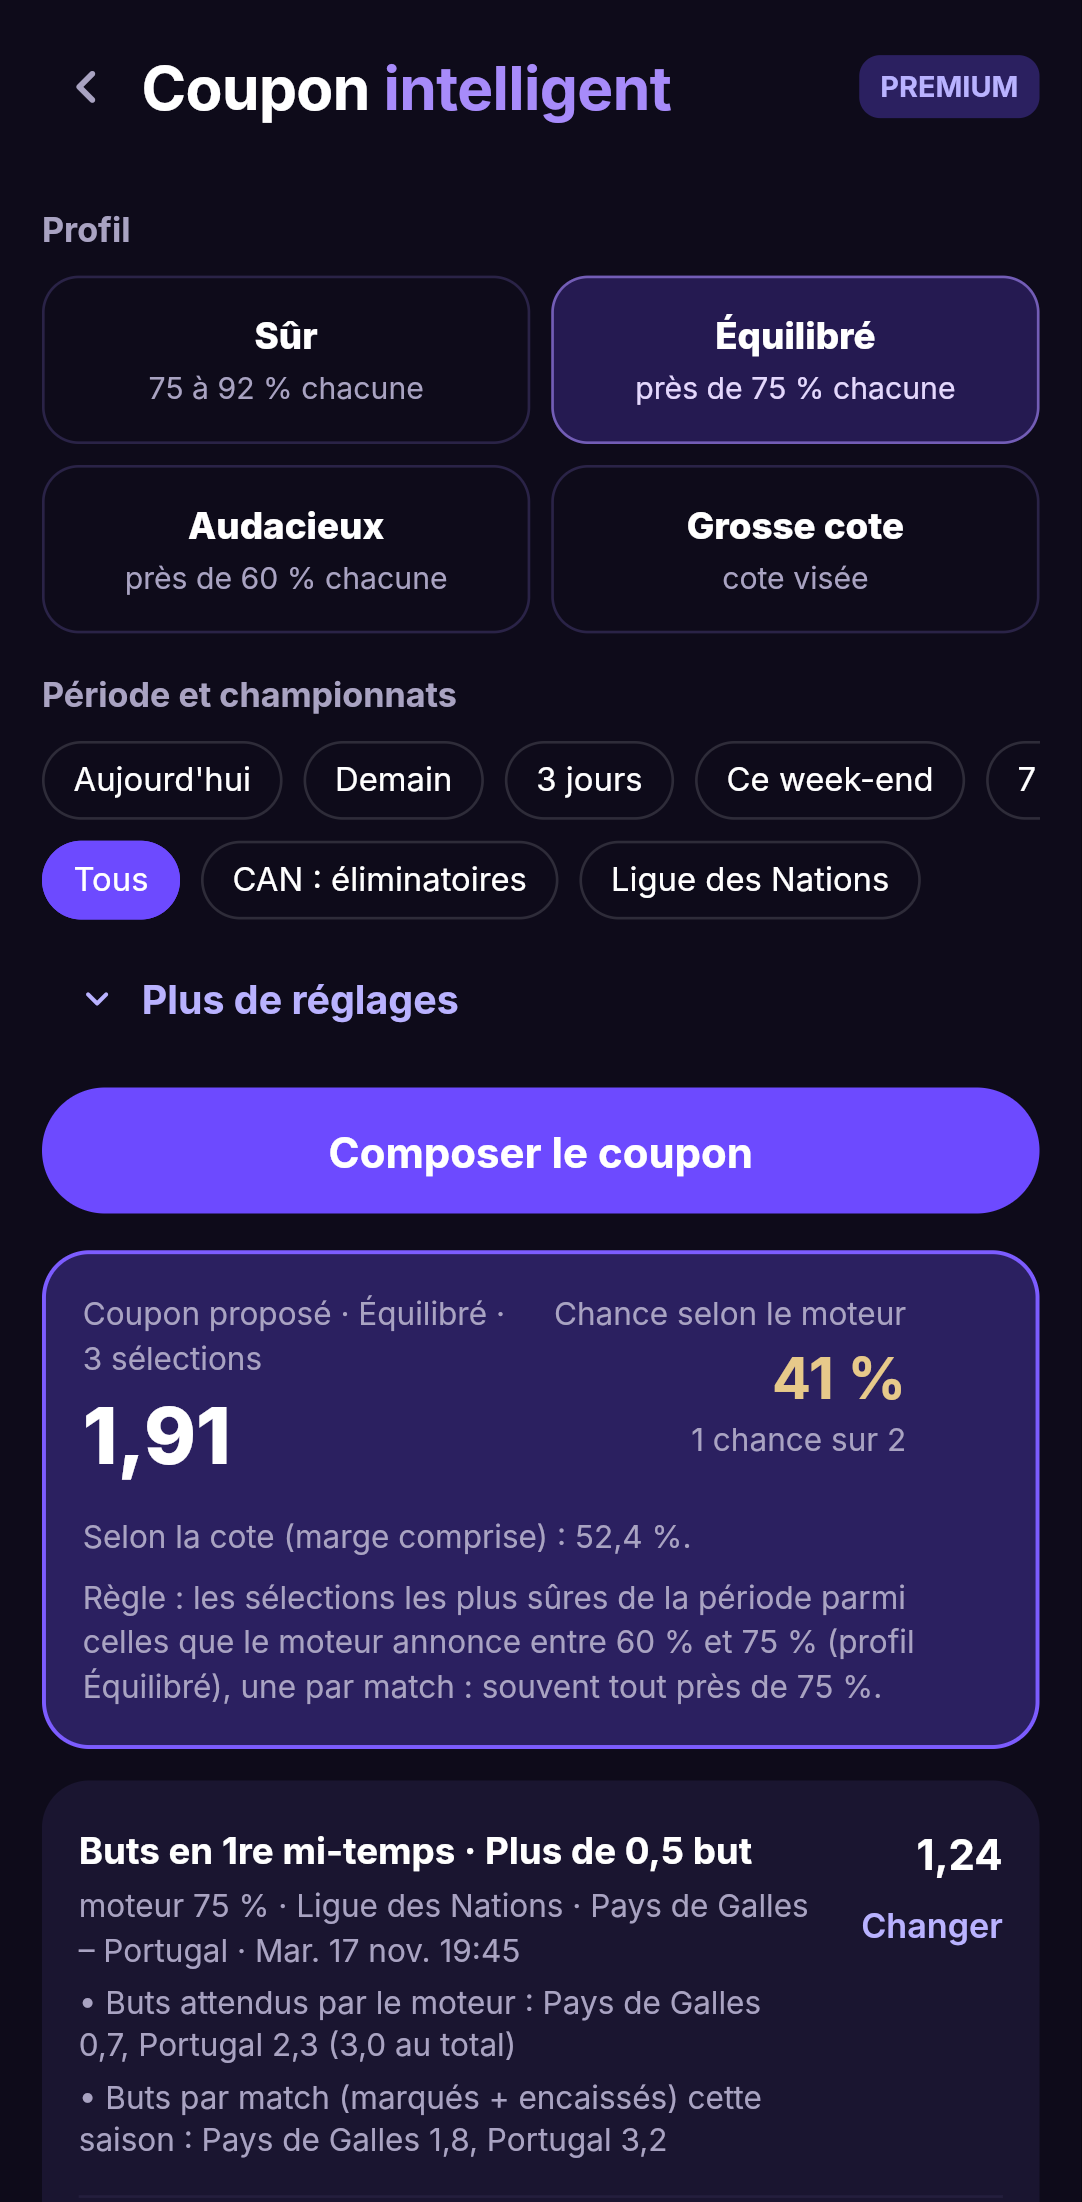 Coupon intelligent
PREMIUM
Profil
Sûr
75 à 92 % chacune
Équilibré
près de 75 % chacune
Audacieux
près de 60 % chacune
Grosse cote
cote visée
Période et championnats
Aujourd'hui
Demain
3 jours
Ce week-end
7
Tous
CAN : éliminatoires
Ligue des Nations
Plus de réglages
Composer le coupon
Coupon proposé · Équilibré ·
3 sélections
1,91
Chance selon le moteur
41 %
1 chance sur 2
Selon la cote (marge comprise) : 52,4 %.
Règle : les sélections les plus sûres de la période parmi
celles que le moteur annonce entre 60 % et 75 % (profil
Équilibré), une par match : souvent tout près de 75 %.
Buts en 1re mi-temps · Plus de 0,5 but
1,24
moteur 75 % · Ligue des Nations · Pays de Galles
– Portugal · Mar. 17 nov. 19:45
Changer
• Buts attendus par le moteur : Pays de Galles
0,7, Portugal 2,3 (3,0 au total)
• Buts par match (marqués + encaissés) cette
saison : Pays de Galles 1,8, Portugal 3,2